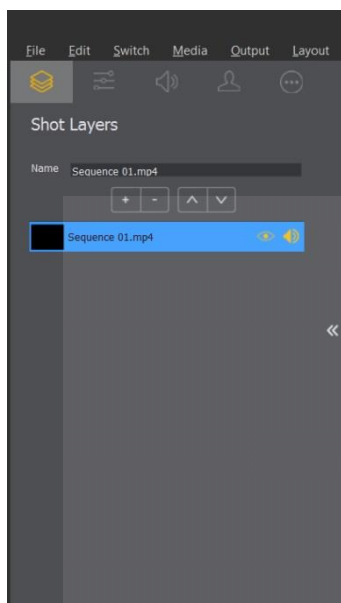 File Edit Switch Media Output Layout
Shot Layers
Name Sequence 01.mp4
+ -
Sequence 01.mp4
«